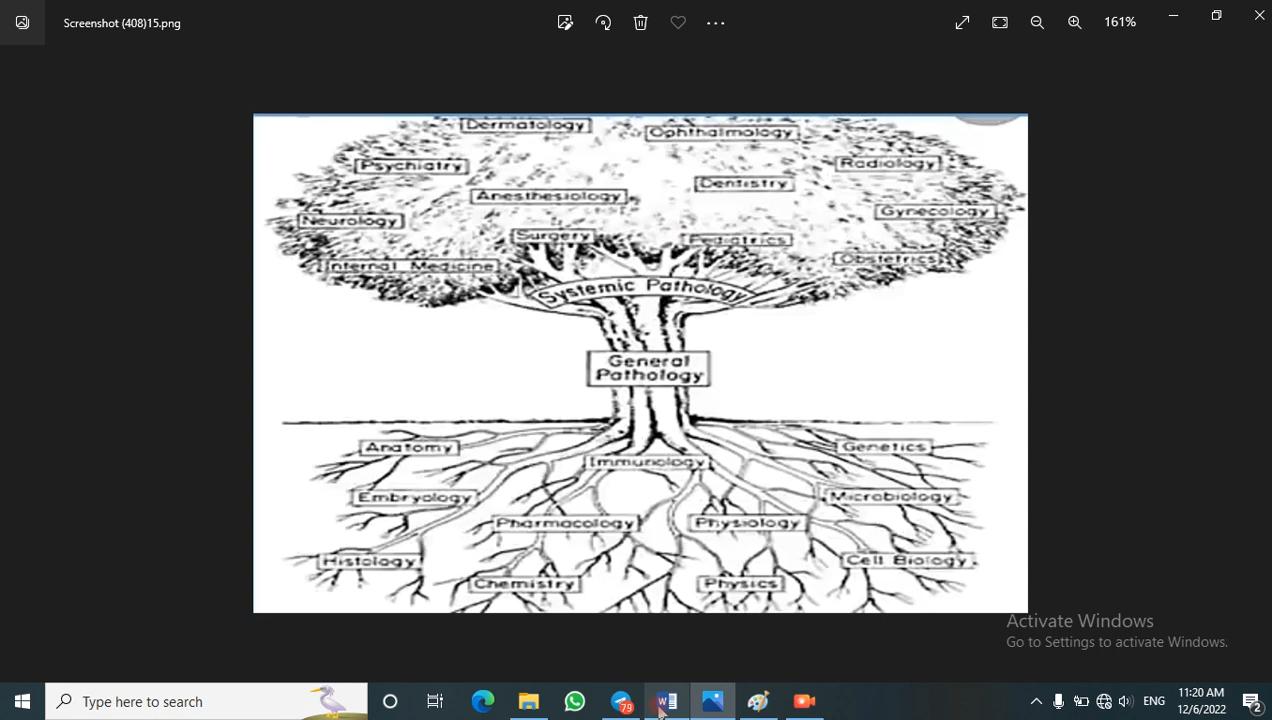 Screenshot (408)15.png
161%
Dermatology
Ophthalmology
Psychiatry
Radiology
Dentistry
Anesthesiology
Gynecology
Neurology
Surgery
Pediatrics
Obstetrics
Internal Medicine
Systemic Pathology
General
Pathology
Anatomy
Genetics
Immunology
Embryology
Microbiology
Pharmacology
Physiology
Histology
Cell Biology
Chemistry
Physics
Activate Windows
Go to Settings to activate Windows.
Type here to search
79
W
ENG
11:20 AM
12/6/2022
2